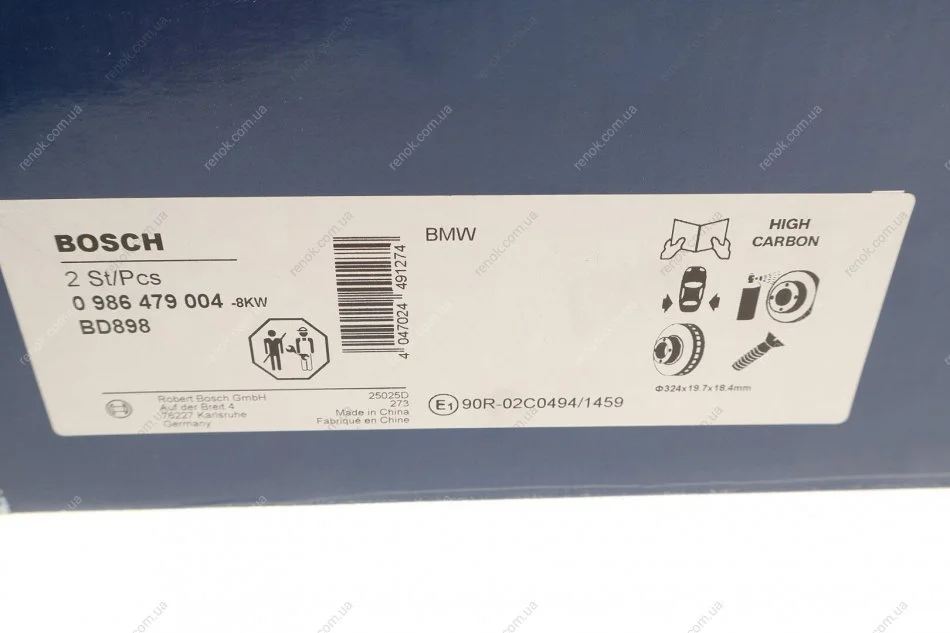 BOSCH
2 St/Pcs
0 986 479 004 -8KW
BD898
4 047024 491274
BMW
HIGH
CARBON
Φ324x19.7x18.4mm
Robert Bosch GmbH
Auf der Breit 4
76227 Karlsruhe
Germany
25025D
273
Made in China
Fabriqué en Chine
E1 90R-02C0494/1459
renok.com.ua